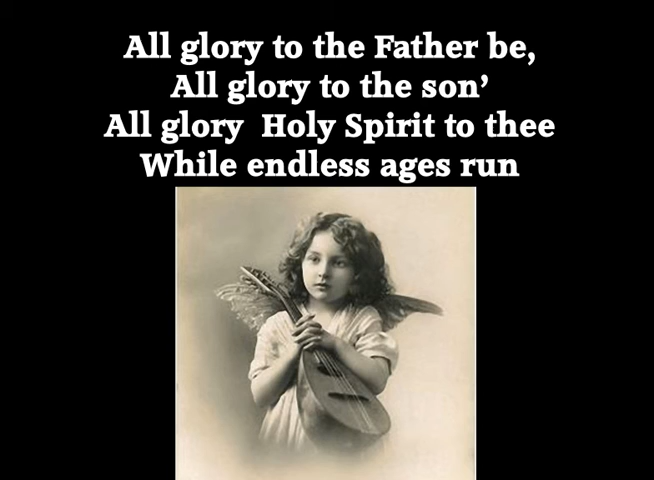 All glory to the Father be,
All glory to the son’
All glory  Holy Spirit to thee
While endless ages run